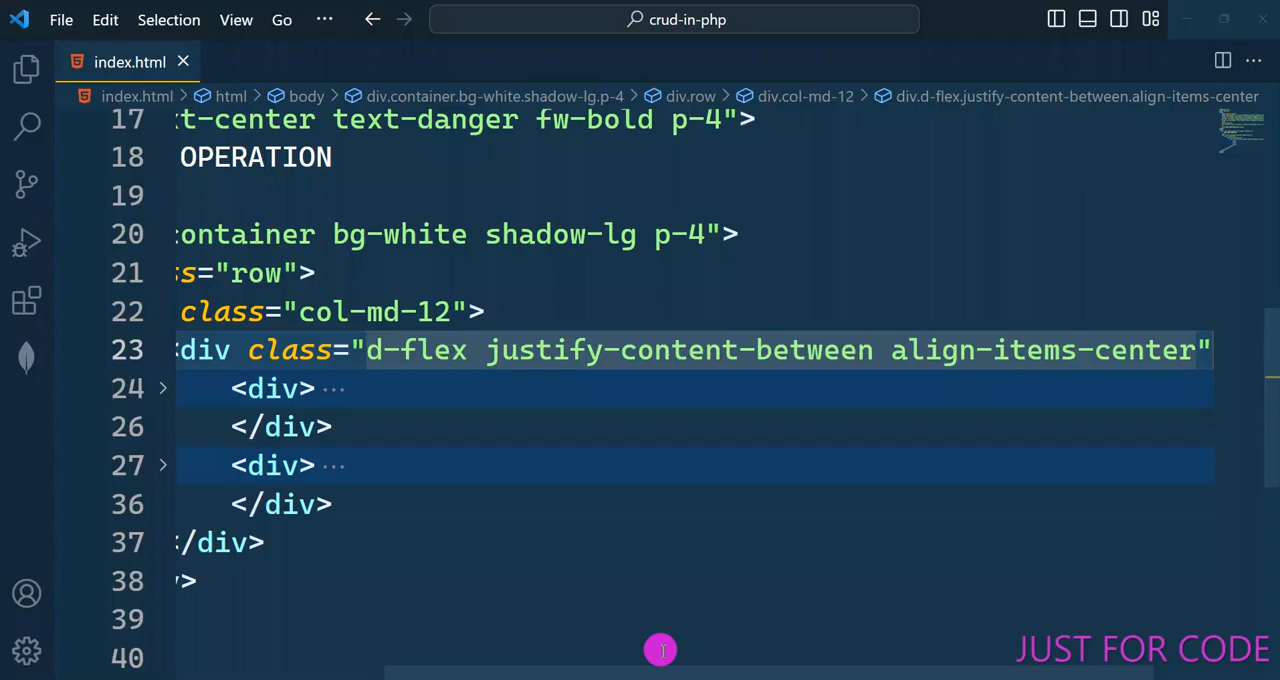 File Edit Selection View Go ··· crud-in-php
index.html
index.html > html > body > div.container.bg-white.shadow-lg.p-4 > div.row > div.col-md-12 > div.d-flex.justify-content-between.align-items-center
17 xt-center text-danger fw-bold p-4">
18 OPERATION
19
20 container bg-white shadow-lg p-4">
21 ss="row">
22 class="col-md-12">
23 <div class="d-flex justify-content-between align-items-center"
24 > <div>···
26 </div>
27 > <div>···
36 </div>
37 </div>
38 v>
39
40
JUST FOR CODE